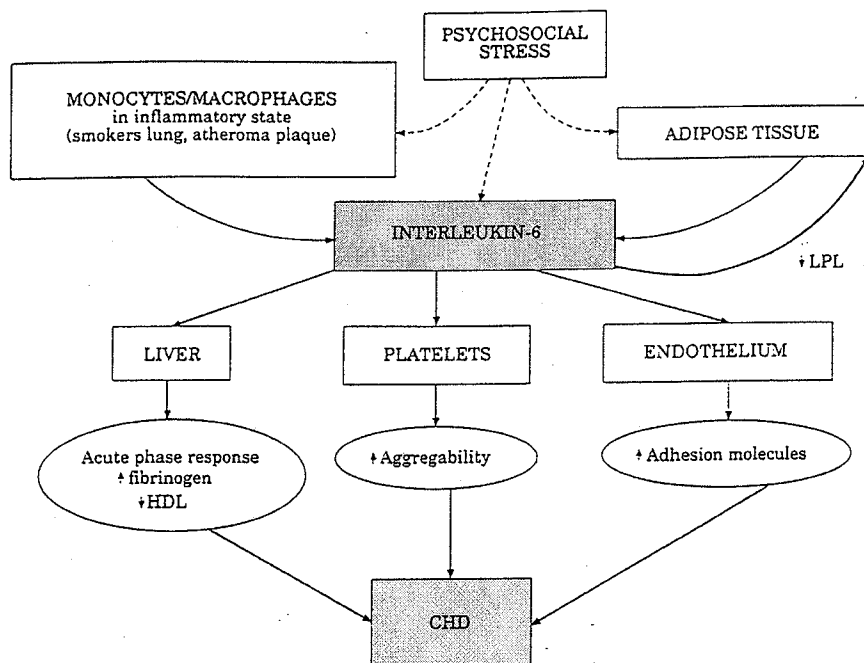 PSYCHOSOCIAL
STRESS
MONOCYTES/MACROPHAGES
in inflammatory state
(smokers lung, atheroma plaque)
ADIPOSE TISSUE
INTERLEUKIN-6
↓ LPL
LIVER
PLATELETS
ENDOTHELIUM
Acute phase response
↑ fibrinogen
↓ HDL
↑ Aggregability
↑ Adhesion molecules
CHD